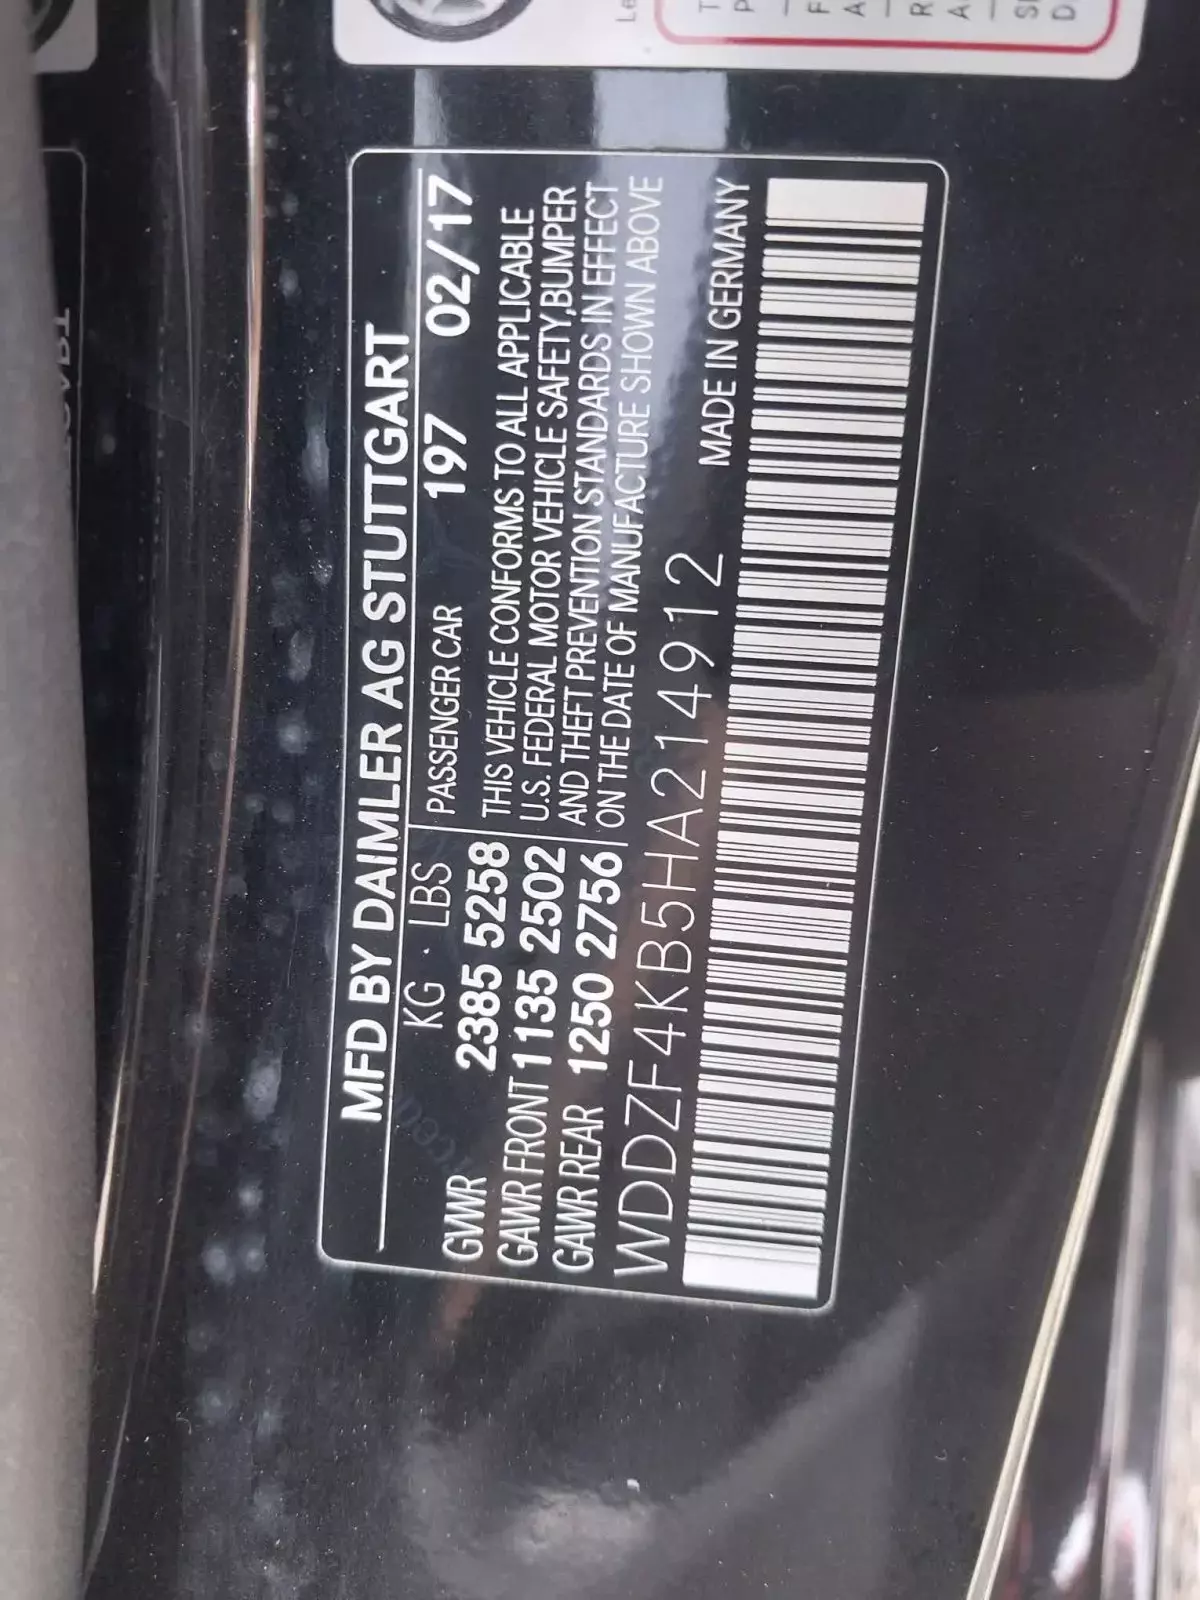 MFD BY DAIMLER AG STUTTGART
KG · LBS PASSENGER CAR 197 02/17
GVWR 2385 5258
GAWR FRONT 1135 2502
GAWR REAR 1250 2756
THIS VEHICLE CONFORMS TO ALL APPLICABLE
U.S. FEDERAL MOTOR VEHICLE SAFETY,BUMPER
AND THEFT PREVENTION STANDARDS IN EFFECT
ON THE DATE OF MANUFACTURE SHOWN ABOVE
WDDZF4KB5HA214912 MADE IN GERMANY